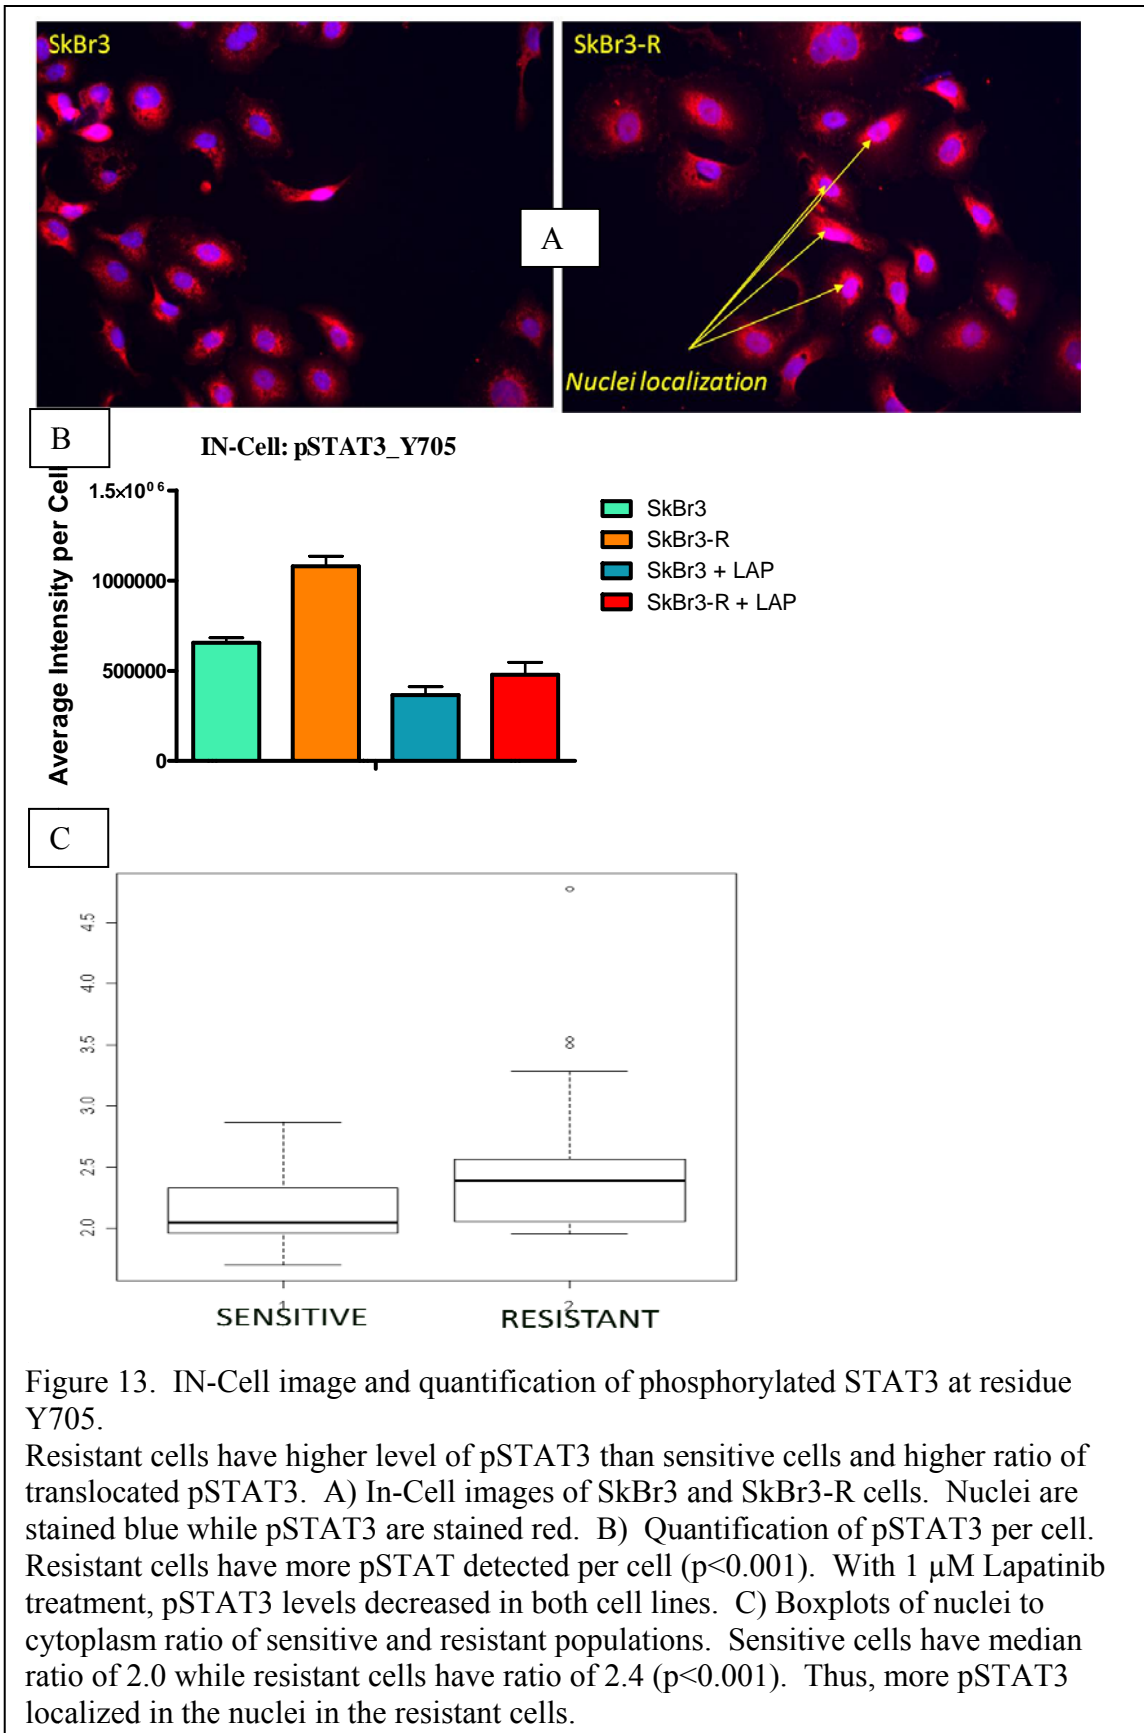 SkBr3
SkBr3-R
A
Nuclei localization
B
IN-Cell: pSTAT3_Y705
Average Intensity per Cell
1.5×10⁰⁶
1000000
500000
0
SkBr3
SkBr3-R
SkBr3 + LAP
SkBr3-R + LAP
C
4.5
4.0
3.5
3.0
2.5
2.0
1
2
SENSITIVE
RESISTANT
Figure 13.  IN-Cell image and quantification of phosphorylated STAT3 at residue
Y705.
Resistant cells have higher level of pSTAT3 than sensitive cells and higher ratio of
translocated pSTAT3.  A) In-Cell images of SkBr3 and SkBr3-R cells.  Nuclei are
stained blue while pSTAT3 are stained red.  B)  Quantification of pSTAT3 per cell.
Resistant cells have more pSTAT detected per cell (p<0.001).  With 1 µM Lapatinib
treatment, pSTAT3 levels decreased in both cell lines.  C) Boxplots of nuclei to
cytoplasm ratio of sensitive and resistant populations.  Sensitive cells have median
ratio of 2.0 while resistant cells have ratio of 2.4 (p<0.001).  Thus, more pSTAT3
localized in the nuclei in the resistant cells.